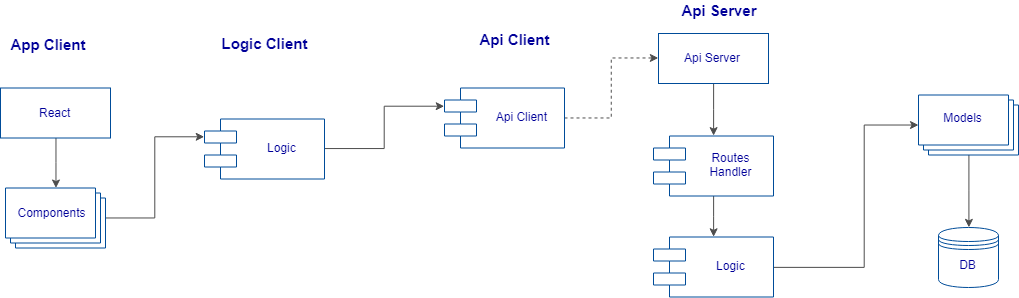 App Client
React
Components
Logic Client
Logic
Api Client
Api Client
Api Server
Api Server
Routes
Handler
Logic
Models
DB